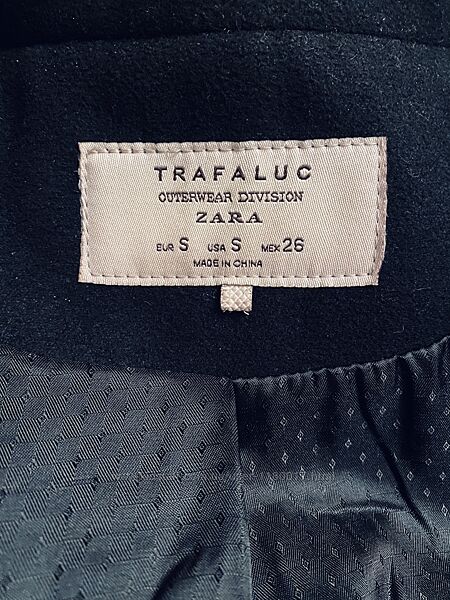 TRAFALUC
OUTERWEAR DIVISION
ZARA
EUR S USA S MEX 26
MADE IN CHINA